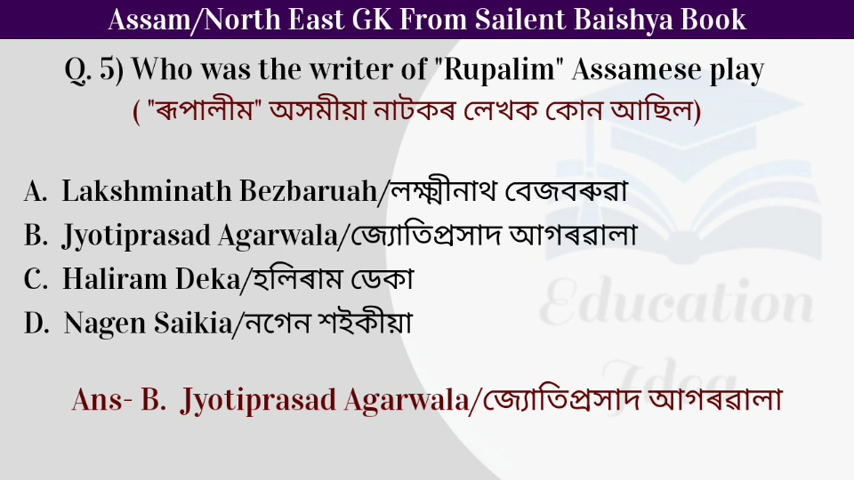 Assam/North East GK From Sailent Baishya Book
Q. 5) Who was the writer of "Rupalim" Assamese play
( "ৰূপালীম" অসমীয়া নাটকৰ লেখক কোন আছিল)
A. Lakshminath Bezbaruah/লক্ষ্মীনাথ বেজবৰুৱা
B. Jyotiprasad Agarwala/জ্যোতিপ্ৰসাদ আগৰৱালা
C. Haliram Deka/হলিৰাম ডেকা
D. Nagen Saikia/নগেন শইকীয়া
Education
Idea
Ans- B. Jyotiprasad Agarwala/জ্যোতিপ্ৰসাদ আগৰৱালা